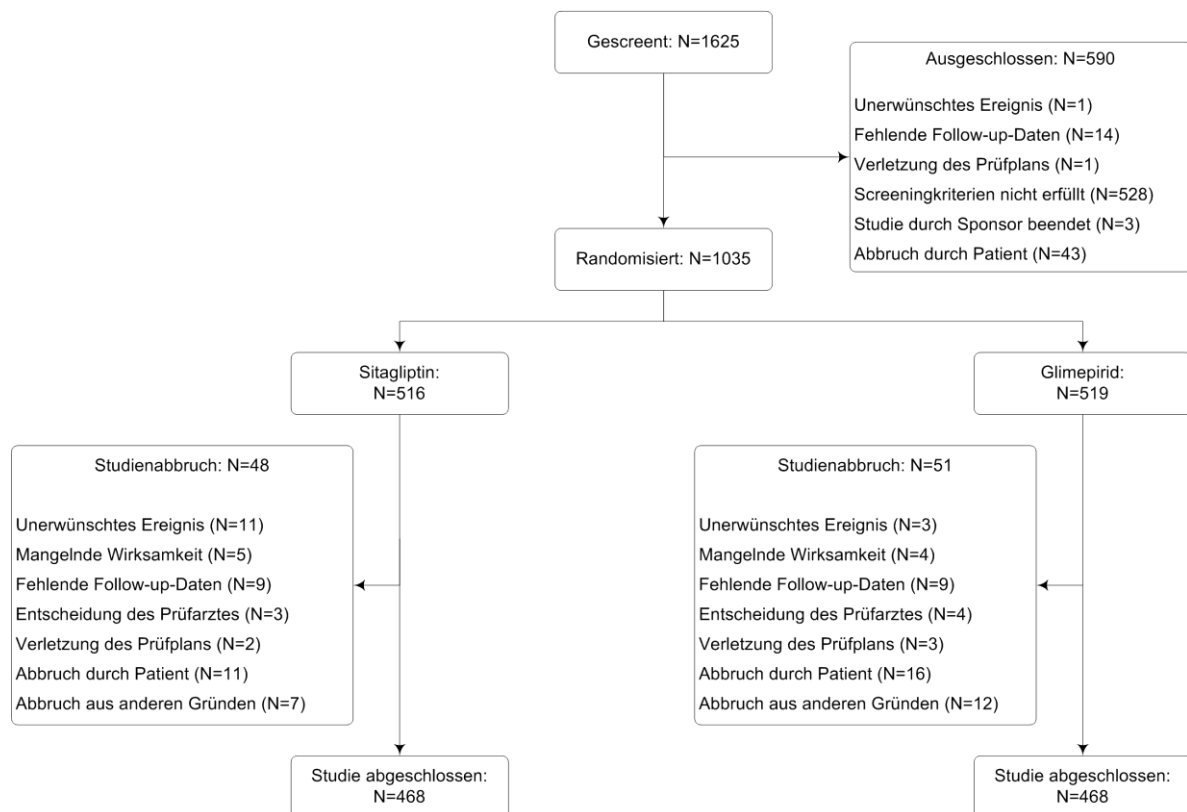 Gescreent: N=1625
Ausgeschlossen: N=590
Unerwünschtes Ereignis (N=1)
Fehlende Follow-up-Daten (N=14)
Verletzung des Prüfplans (N=1)
Screeningkriterien nicht erfüllt (N=528)
Studie durch Sponsor beendet (N=3)
Abbruch durch Patient (N=43)
Randomisiert: N=1035
Sitagliptin:
N=516
Glimepirid:
N=519
Studienabbruch: N=48
Unerwünschtes Ereignis (N=11)
Mangelnde Wirksamkeit (N=5)
Fehlende Follow-up-Daten (N=9)
Entscheidung des Prüfarztes (N=3)
Verletzung des Prüfplans (N=2)
Abbruch durch Patient (N=11)
Abbruch aus anderen Gründen (N=7)
Studienabbruch: N=51
Unerwünschtes Ereignis (N=3)
Mangelnde Wirksamkeit (N=4)
Fehlende Follow-up-Daten (N=9)
Entscheidung des Prüfarztes (N=4)
Verletzung des Prüfplans (N=3)
Abbruch durch Patient (N=16)
Abbruch aus anderen Gründen (N=12)
Studie abgeschlossen:
N=468
Studie abgeschlossen:
N=468